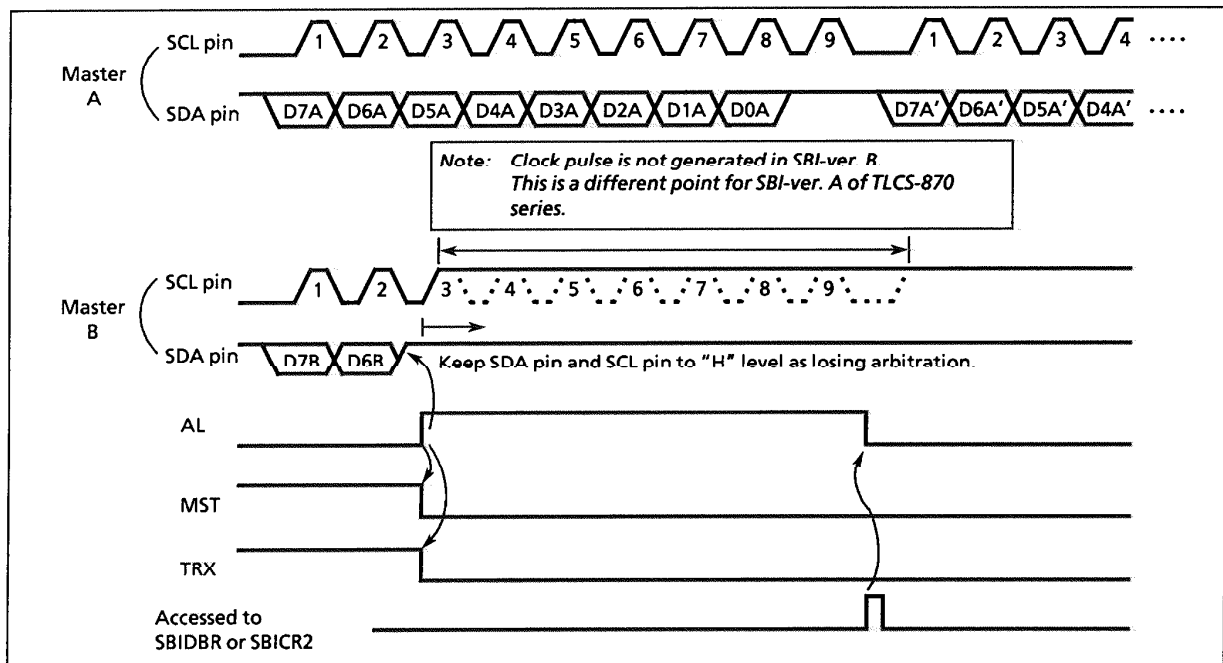 SCL pin 1 2 3 4 5 6 7 8 9 1 2 3 4 ····
Master
A
SDA pin D7A D6A D5A D4A D3A D2A D1A D0A D7A' D6A' D5A' D4A' ····
Note: Clock pulse is not generated in SBI-ver. B
This is a different point for SBI-ver. A of TLCS-870
series.
SCL pin 1 2 3 4 5 6 7 8 9
Master
B
SDA pin D7B D6B Keep SDA pin and SCL pin to "H" level as losing arbitration.
AL
MST
TRX
Accessed to
SBIDBR or SBICR2